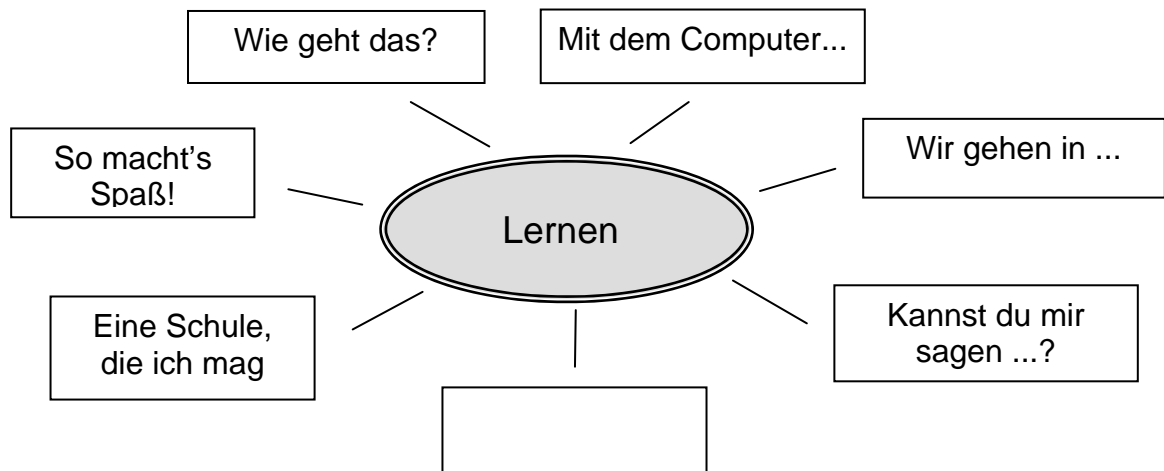 Wie geht das?
Mit dem Computer...
So macht's
Spaß!
Wir gehen in ...
Lernen
Eine Schule,
die ich mag
Kannst du mir
sagen ...?